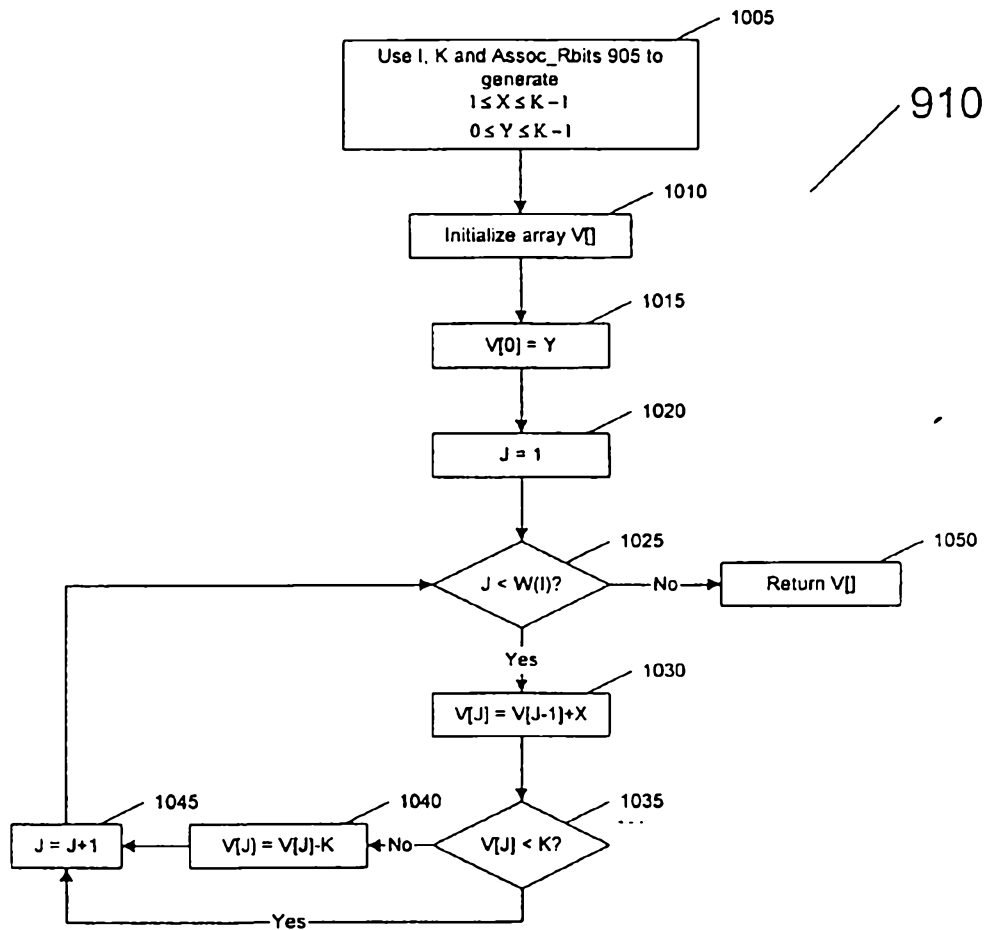 1005
Use I, K and Assoc_Rbits 905 to
generate
1 ≤ X ≤ K – 1
0 ≤ Y ≤ K – 1
910
1010
Initialize array V[]
1015
V[0] = Y
1020
J = 1
1025
J < W(I)?
No
1050
Return V[]
Yes
1030
V[J] = V[J-1]+X
1035
V[J] < K?
No
1040
V[J] = V[J]-K
1045
J = J+1
Yes